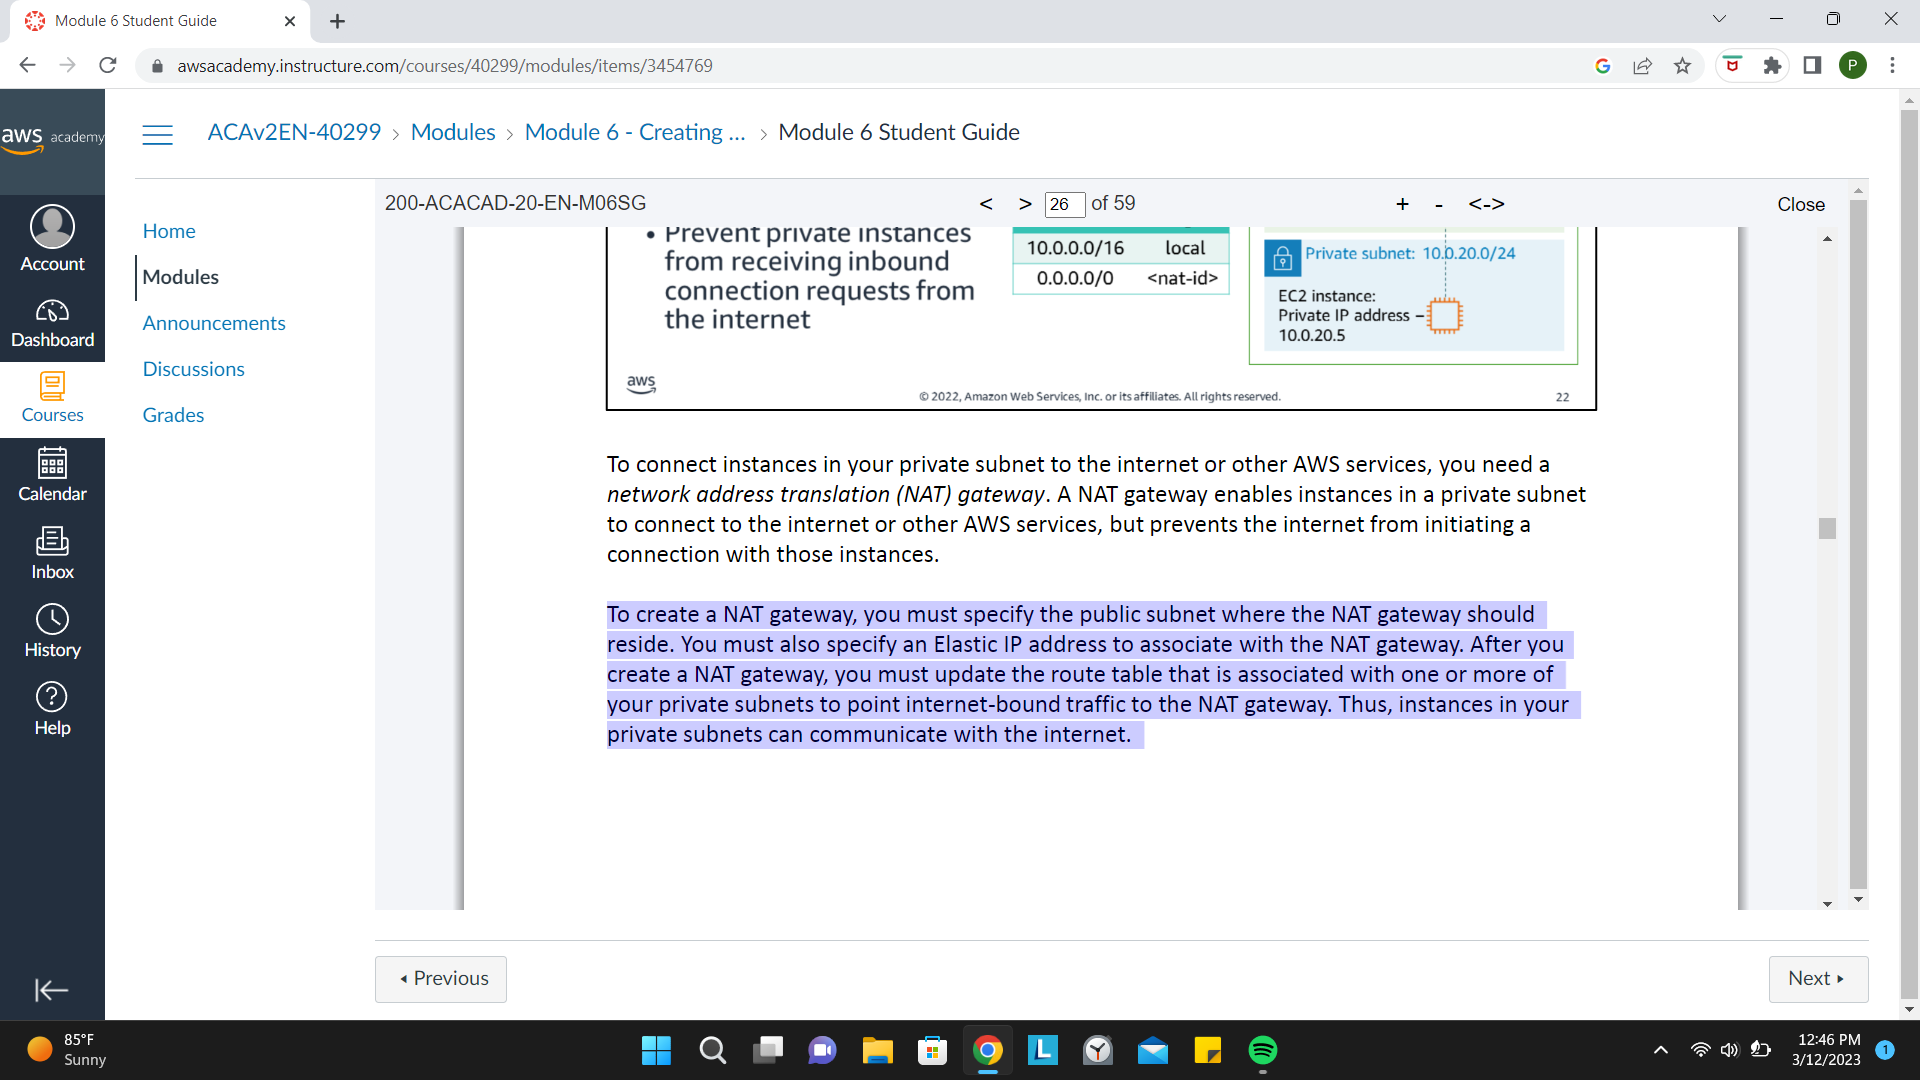 Module 6 Student Guide
awsacademy.instructure.com/courses/40299/modules/items/3454769
P
aws academy
ACAv2EN-40299 > Modules > Module 6 - Creating ... > Module 6 Student Guide
Account
Dashboard
Courses
Calendar
Inbox
History
Help
Home
Modules
Announcements
Discussions
Grades
200-ACACAD-20-EN-M06SG < > 26 of 59 + - <-> Close
• Prevent private instances
from receiving inbound
connection requests from
the internet
10.0.0.0/16 local
0.0.0.0/0 <nat-id>
Private subnet: 10.0.20.0/24
EC2 instance:
Private IP address –
10.0.20.5
aws
© 2022, Amazon Web Services, Inc. or its affiliates. All rights reserved. 22
To connect instances in your private subnet to the internet or other AWS services, you need a
network address translation (NAT) gateway. A NAT gateway enables instances in a private subnet
to connect to the internet or other AWS services, but prevents the internet from initiating a
connection with those instances.
To create a NAT gateway, you must specify the public subnet where the NAT gateway should
reside. You must also specify an Elastic IP address to associate with the NAT gateway. After you
create a NAT gateway, you must update the route table that is associated with one or more of
your private subnets to point internet-bound traffic to the NAT gateway. Thus, instances in your
private subnets can communicate with the internet.
Previous
Next
85°F
Sunny
L
12:46 PM
3/12/2023
1